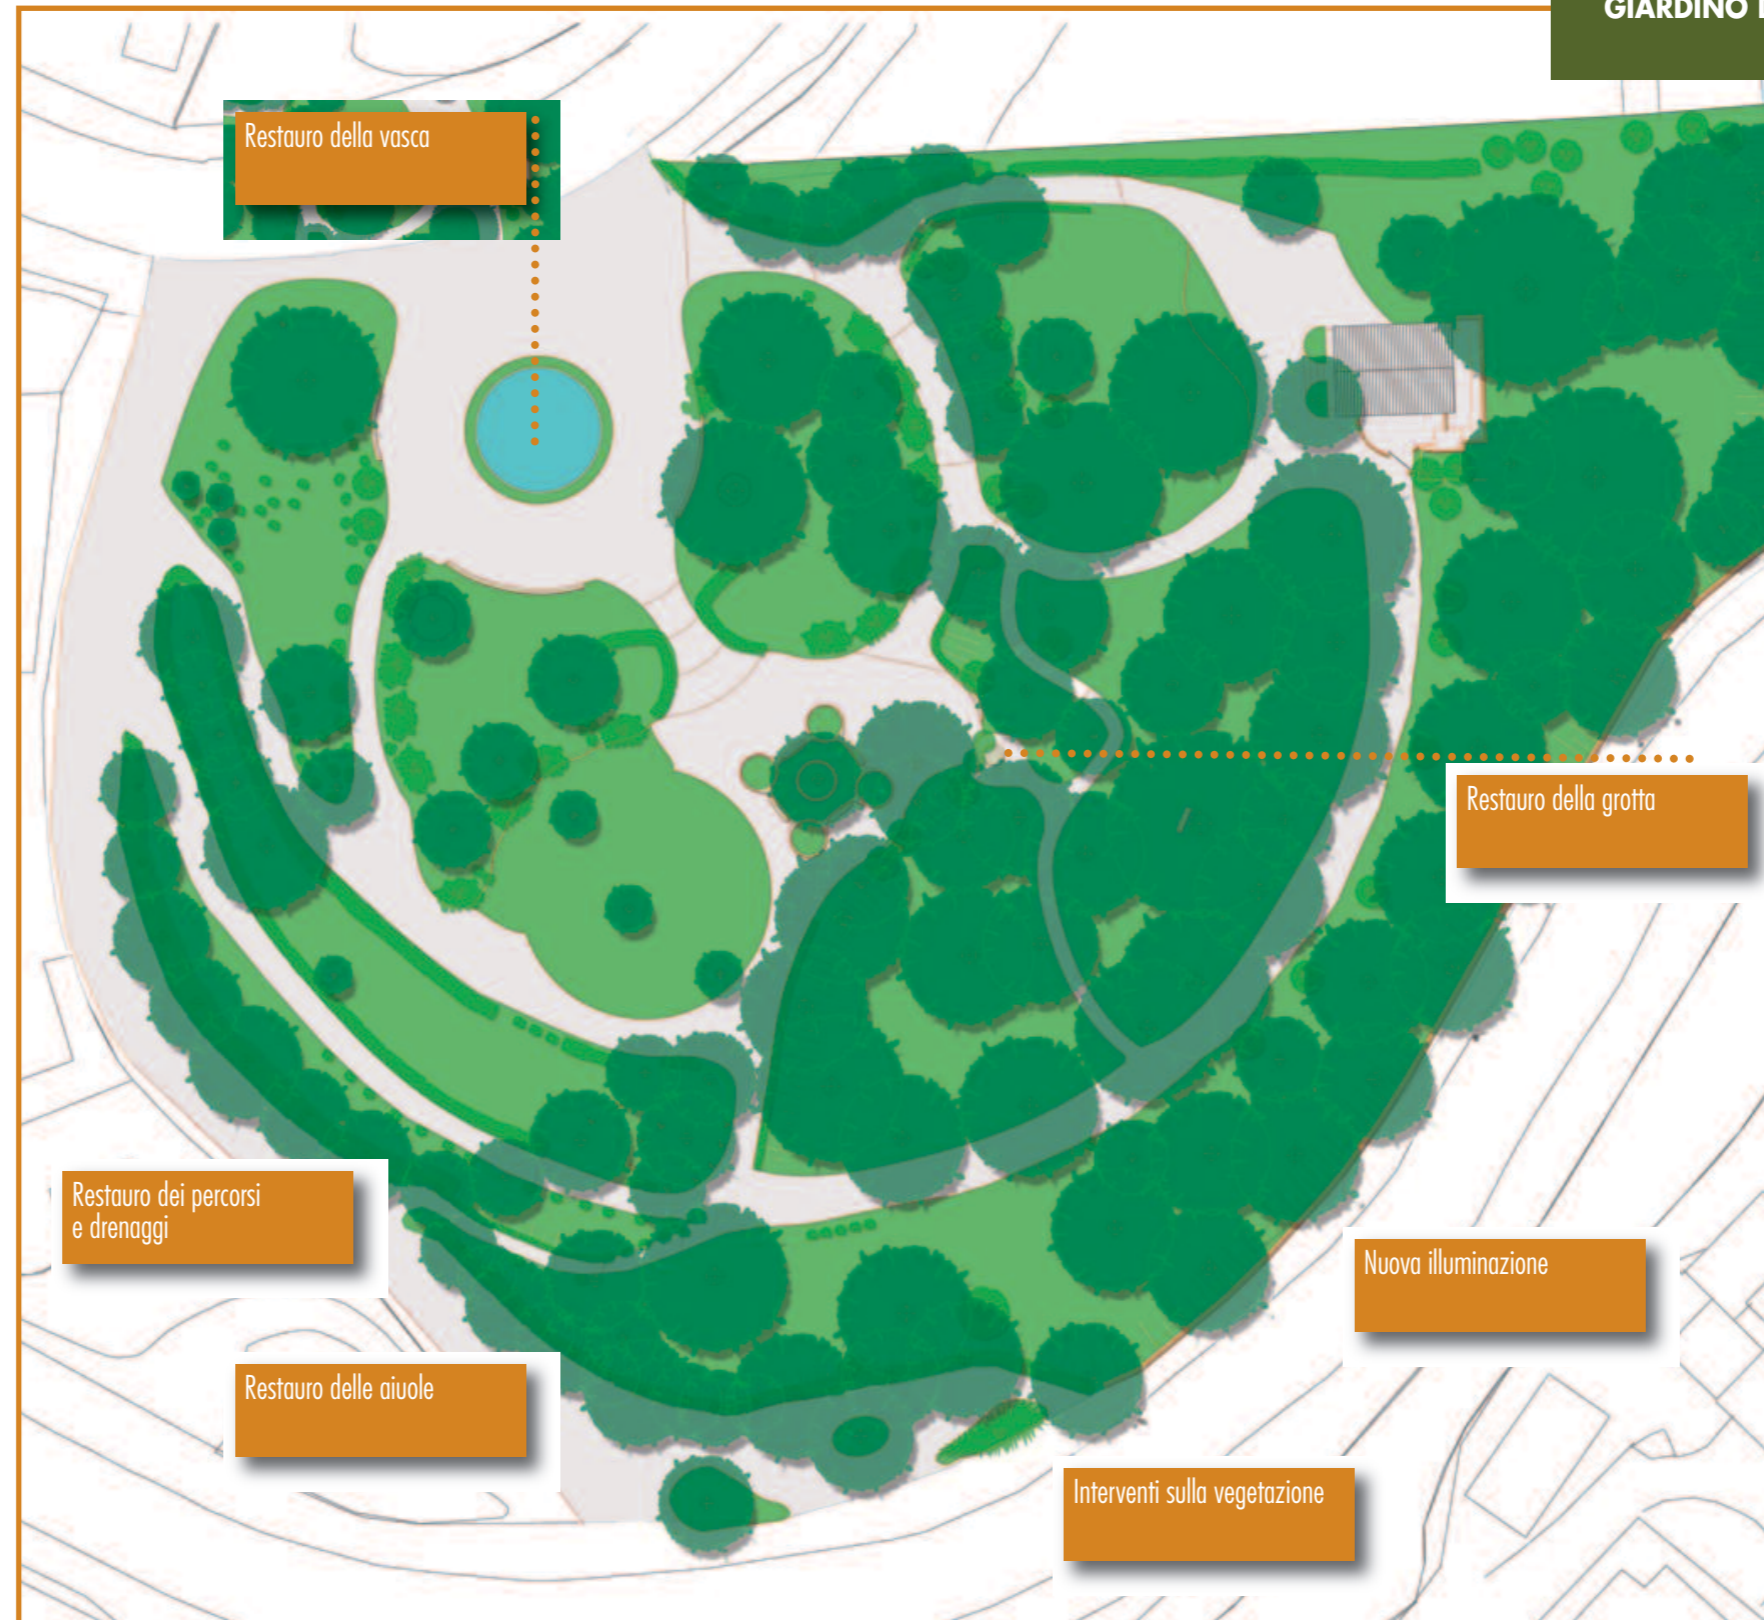 GIARDINO
Restauro della vasca
Restauro della grotta
Restauro dei percorsi
e drenaggi
Nuova illuminazione
Restauro delle aiuole
Interventi sulla vegetazione